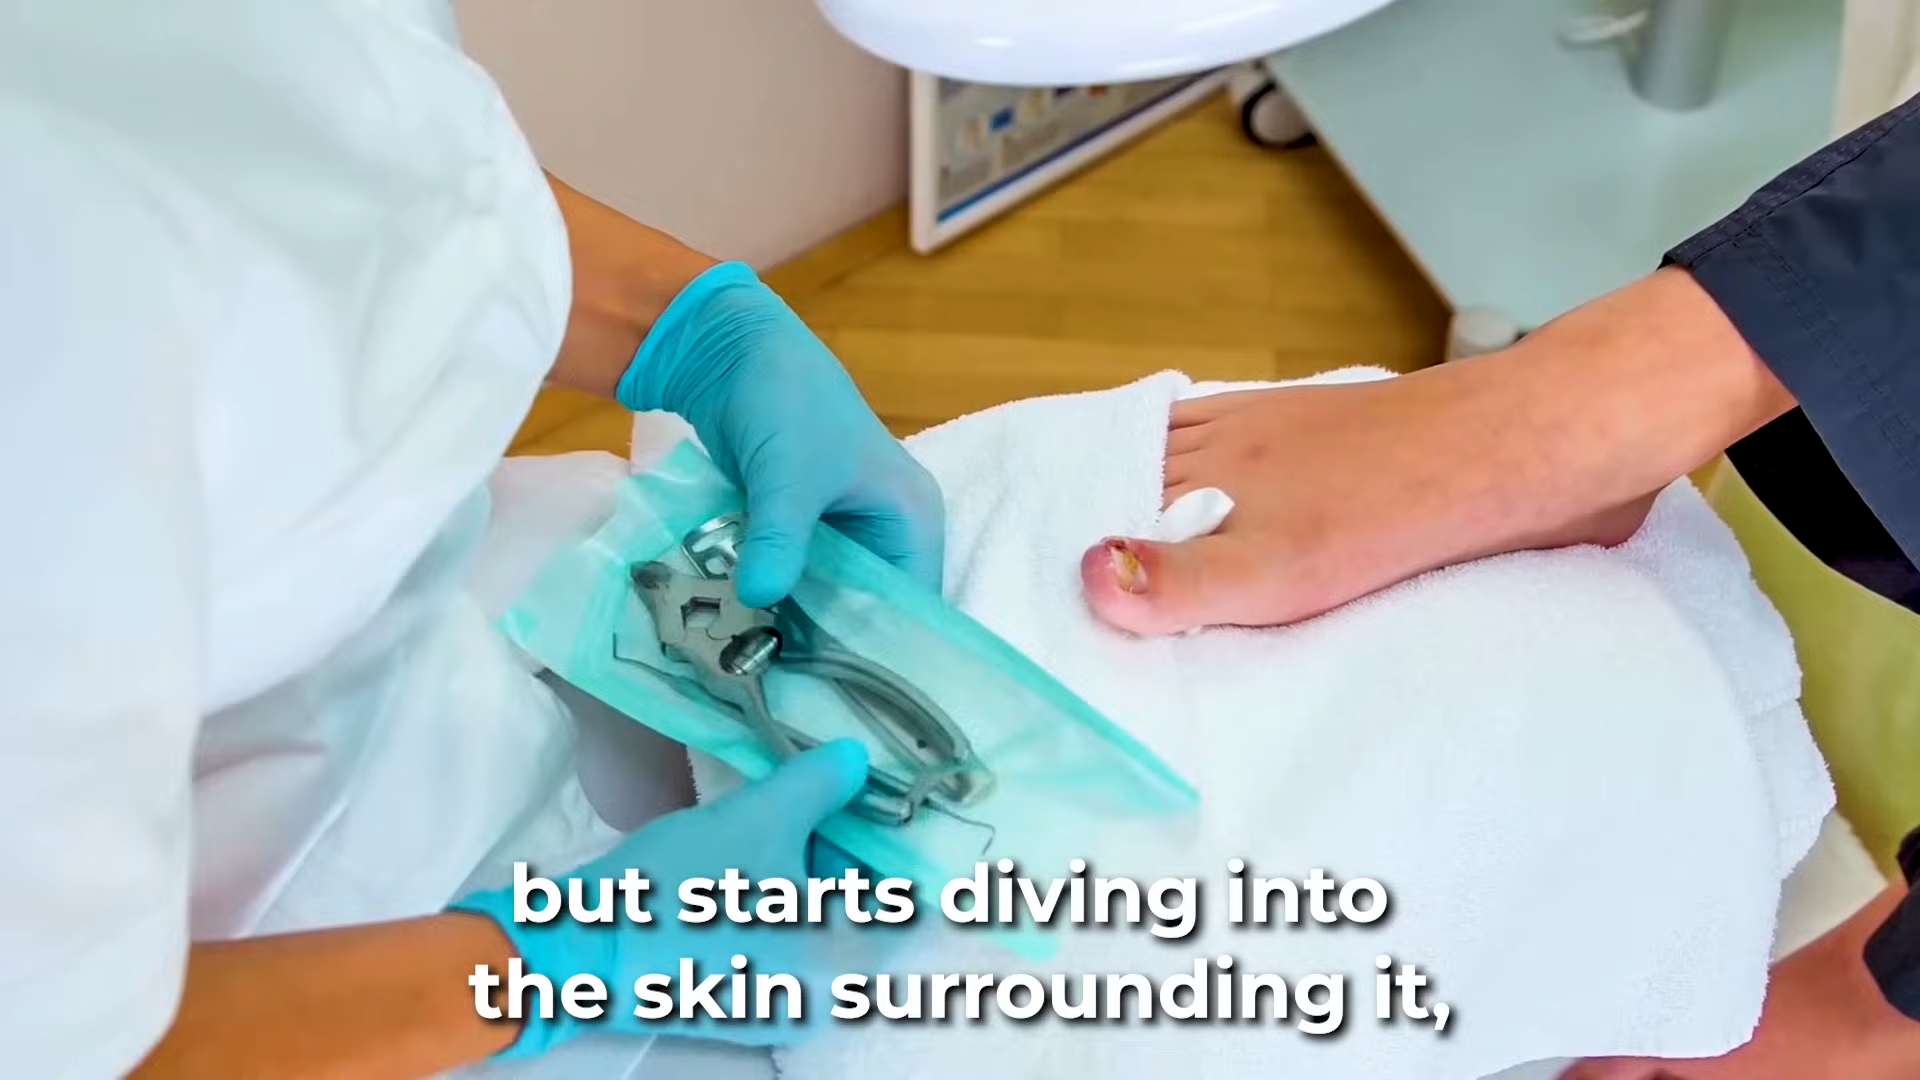 but starts diving into
the skin surrounding it,